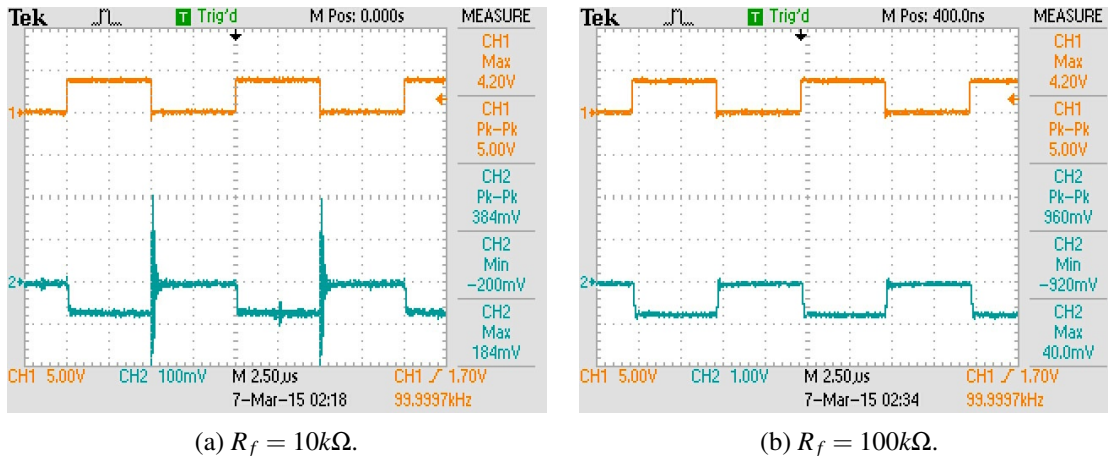 Tek
T Trig'd
M Pos: 0.000s
MEASURE
CH1
Max
4.20V
CH1
Pk-Pk
5.00V
CH2
Pk-Pk
384mV
CH2
Min
-200mV
CH2
Max
184mV
1
2
CH1 5.00V
CH2 100mV
M 2.50µs
CH1 / 1.70V
7-Mar-15 02:18
99.9997kHz
(a) R_f = 10kΩ.
Tek
T Trig'd
M Pos: 400.0ns
MEASURE
CH1
Max
4.20V
CH1
Pk-Pk
5.00V
CH2
Pk-Pk
960mV
CH2
Min
-920mV
CH2
Max
40.0mV
1
2
CH1 5.00V
CH2 1.00V
M 2.50µs
CH1 / 1.70V
7-Mar-15 02:34
99.9997kHz
(b) R_f = 100kΩ.